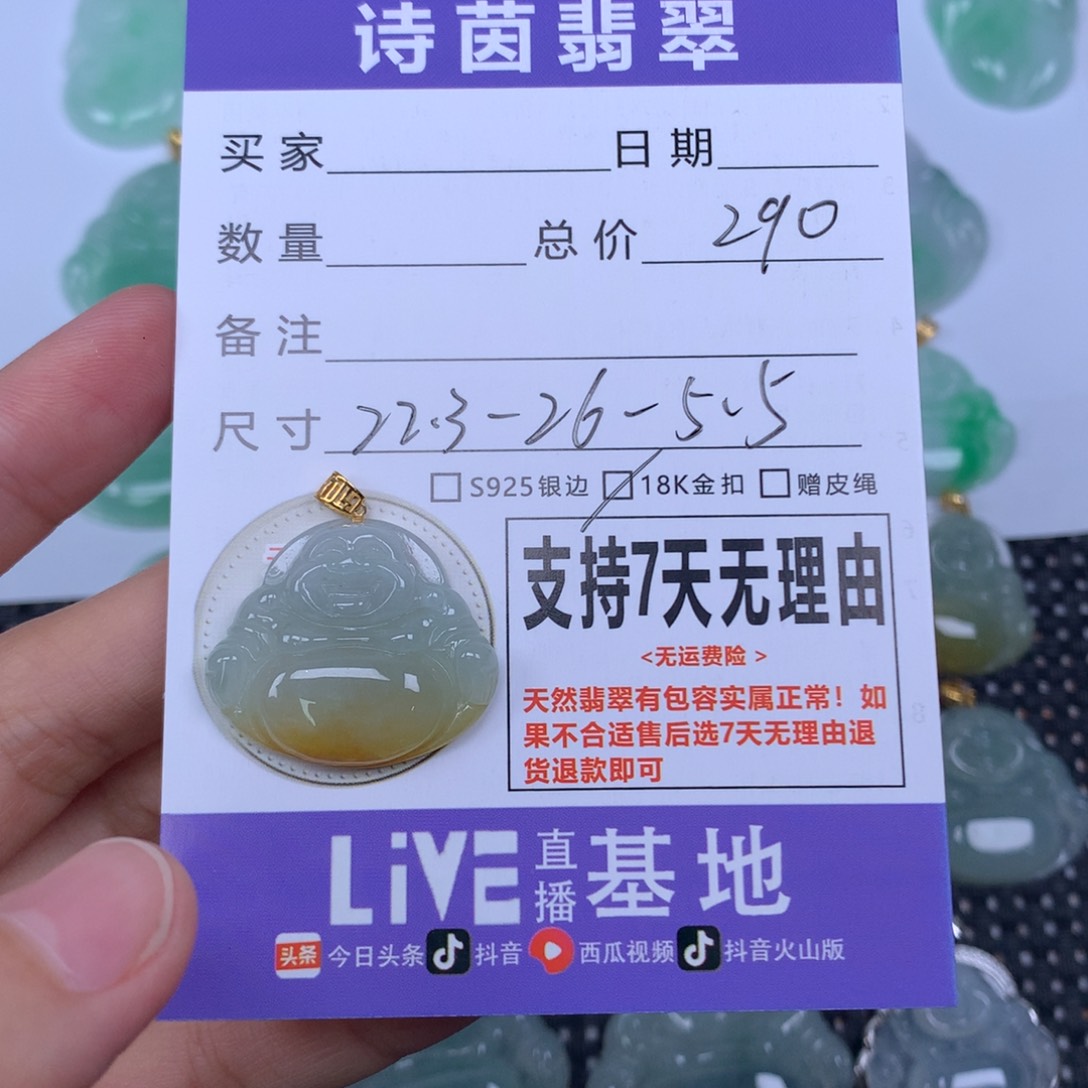 诗茵翡翠
买家 日期
数量 总价 290
备注
尺寸 22.3-26-5.5
S925银边 18K金扣 赠皮绳
支持7天无理由
<无运费险 >
天然翡翠有包容实属正常！如
果不合适售后选7天无理由退
货退款即可
LiVE直播基地
头条 今日头条 抖音 西瓜视频 抖音火山版